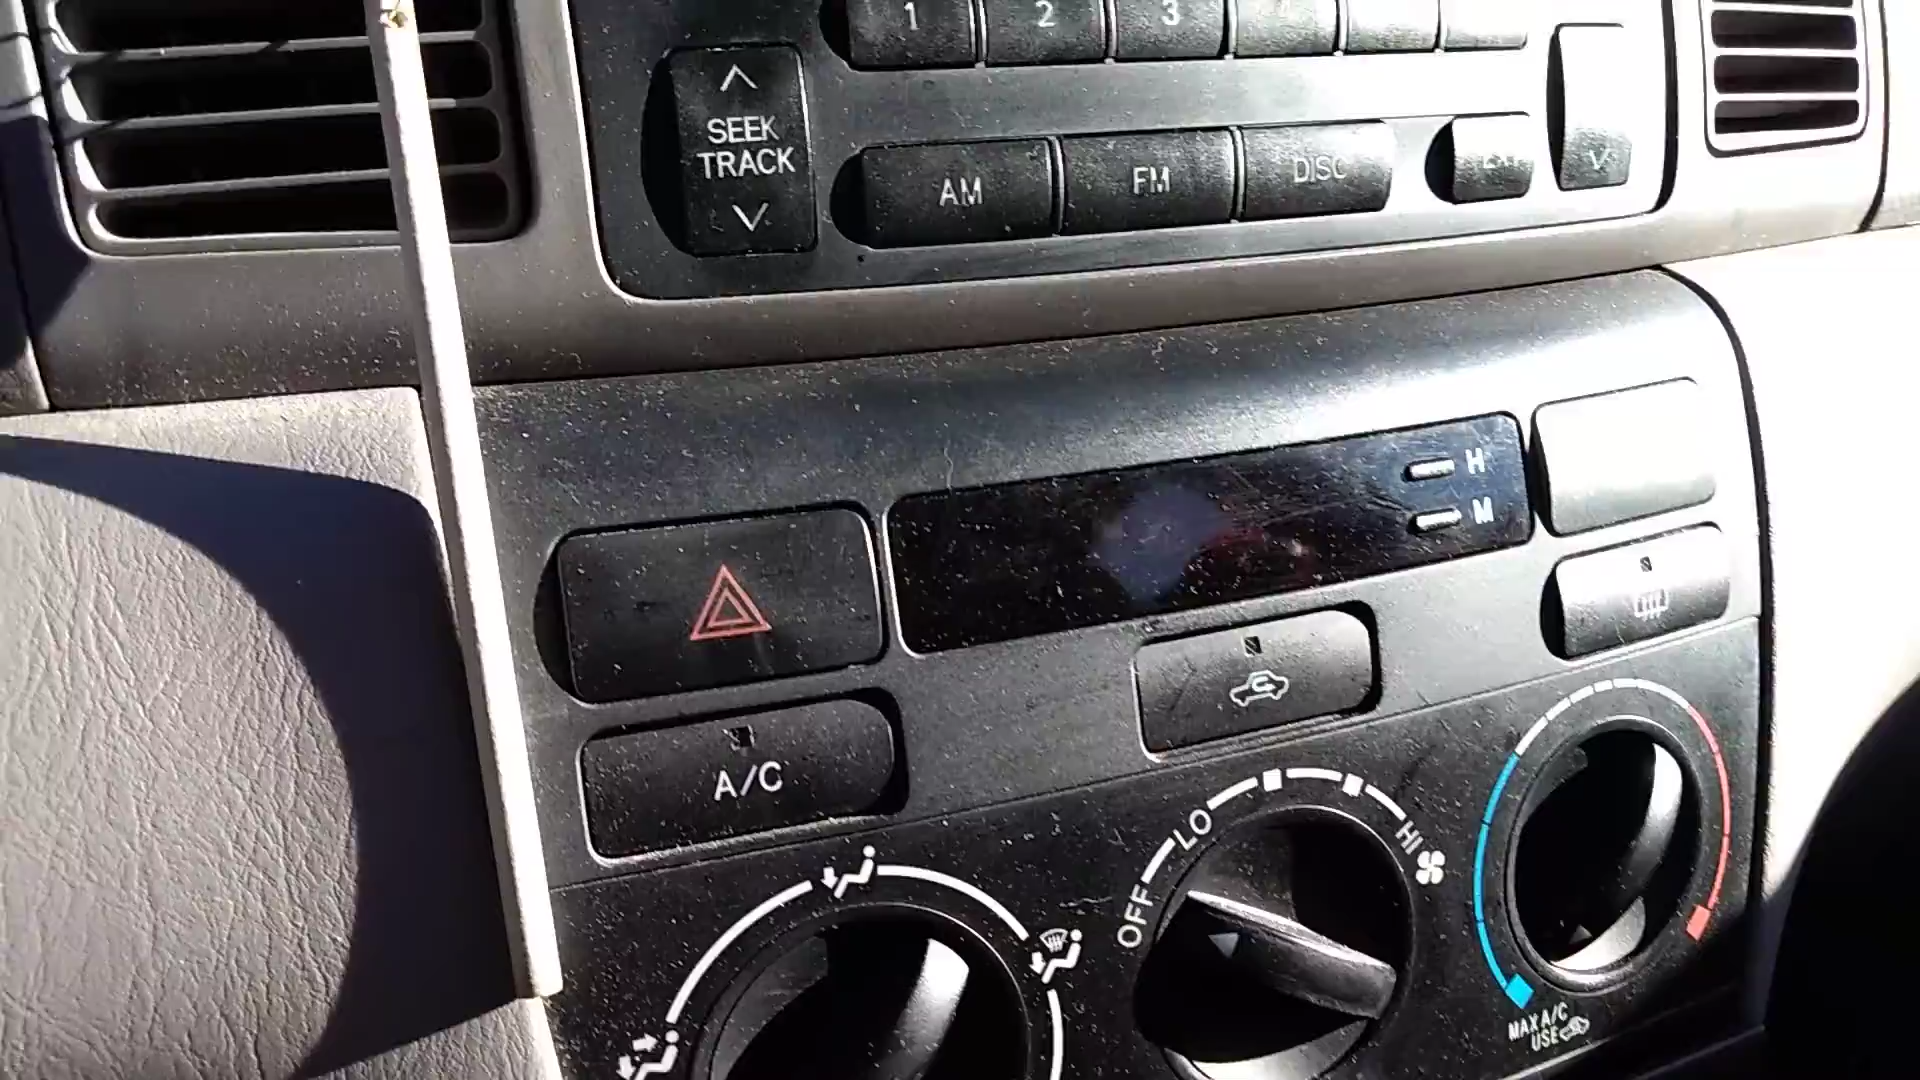 1 2 3
SEEK
TRACK
AM FM DISC
H
M
A/C
OFF LO HI
MAX A/C
USE